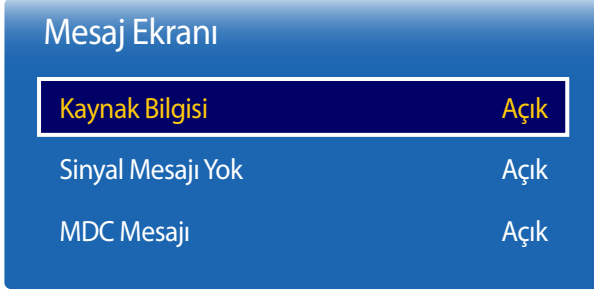 Mesaj Ekranı
Kaynak Bilgisi Açık
Sinyal Mesajı Yok Açık
MDC Mesajı Açık